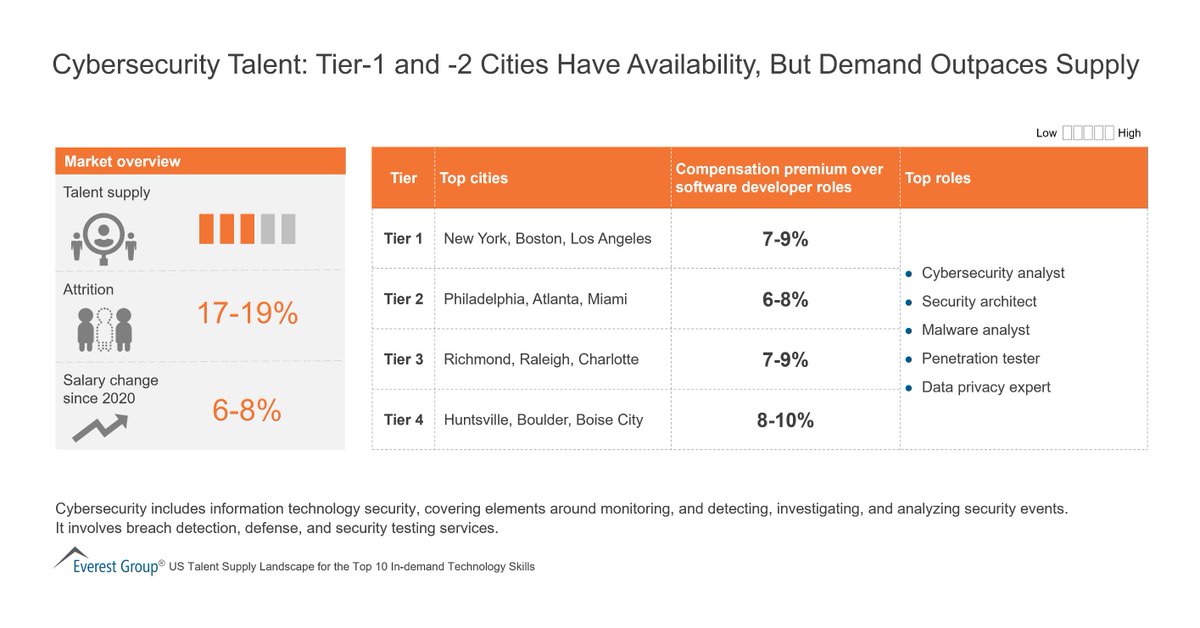 Cybersecurity Talent: Tier-1 and -2 Cities Have Availability, But Demand Outpaces Supply
Low High
Market overview
Talent supply
Attrition
17-19%
Salary change
since 2020
6-8%
Tier Top cities Compensation premium over
software developer roles Top roles
Tier 1 New York, Boston, Los Angeles 7-9%
Tier 2 Philadelphia, Atlanta, Miami 6-8%
Tier 3 Richmond, Raleigh, Charlotte 7-9%
Tier 4 Huntsville, Boulder, Boise City 8-10%
• Cybersecurity analyst
• Security architect
• Malware analyst
• Penetration tester
• Data privacy expert
Cybersecurity includes information technology security, covering elements around monitoring, and detecting, investigating, and analyzing security events.
It involves breach detection, defense, and security testing services.
Everest Group® US Talent Supply Landscape for the Top 10 In-demand Technology Skills